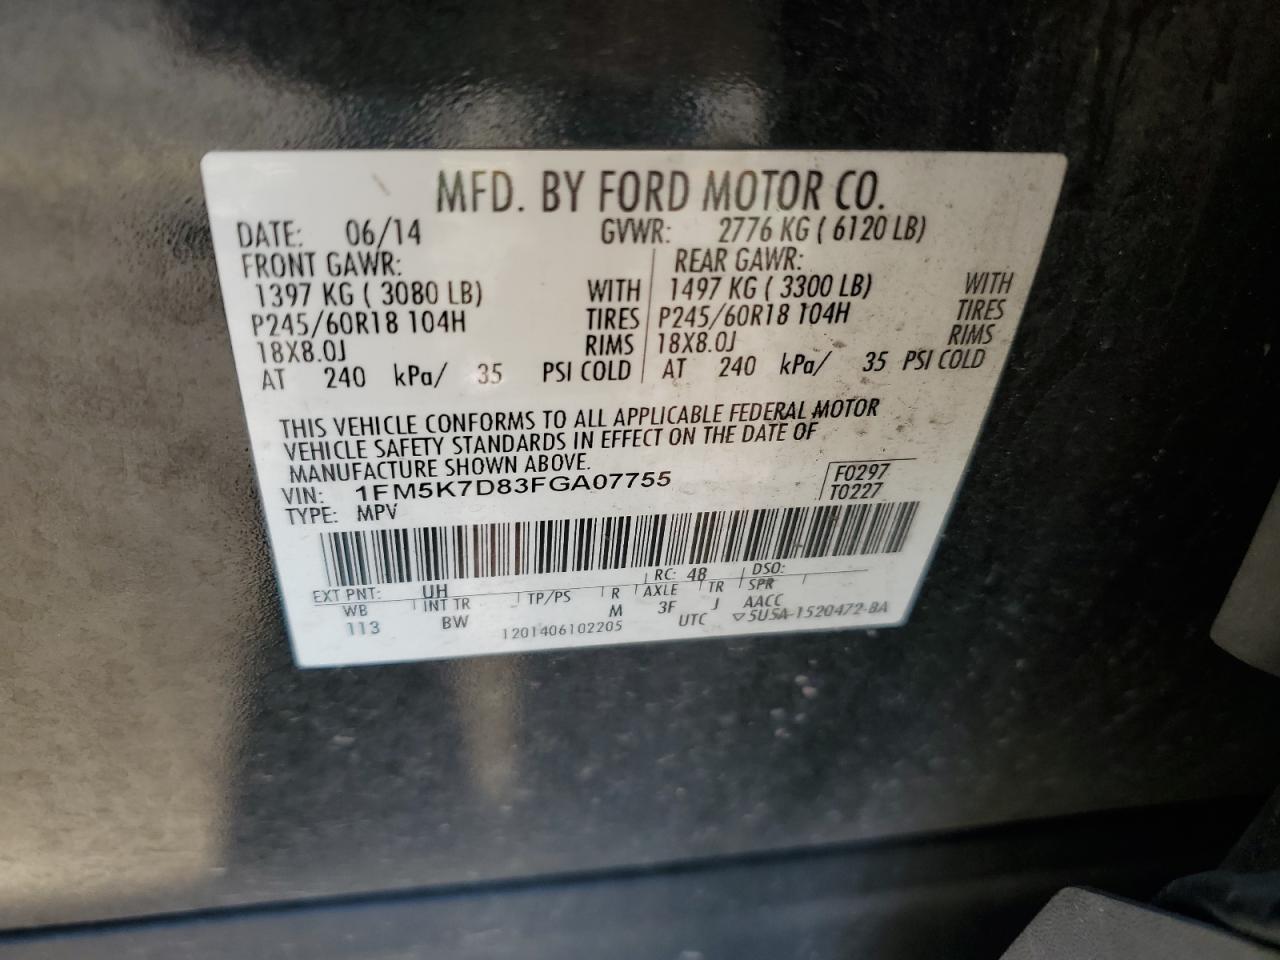 MFD. BY FORD MOTOR CO.
DATE: 06/14 GVWR: 2776 KG ( 6120 LB)
FRONT GAWR: REAR GAWR:
1397 KG ( 3080 LB) WITH 1497 KG ( 3300 LB) WITH
P245/60R18 104H TIRES P245/60R18 104H TIRES
18X8.0J RIMS 18X8.0J RIMS
AT 240 kPa/ 35 PSI COLD AT 240 kPa/ 35 PSI COLD
THIS VEHICLE CONFORMS TO ALL APPLICABLE FEDERAL MOTOR
VEHICLE SAFETY STANDARDS IN EFFECT ON THE DATE OF
MANUFACTURE SHOWN ABOVE.
VIN: 1FM5K7D83FGA07755 F0297
TYPE: MPV T0227
EXT PNT: UH RC: 48 DSO:
WB INT TR TP/PS R AXLE TR SPR
113 BW M 3F J AACC
1201406102205 UTC ▽5U5A-1520472-BA